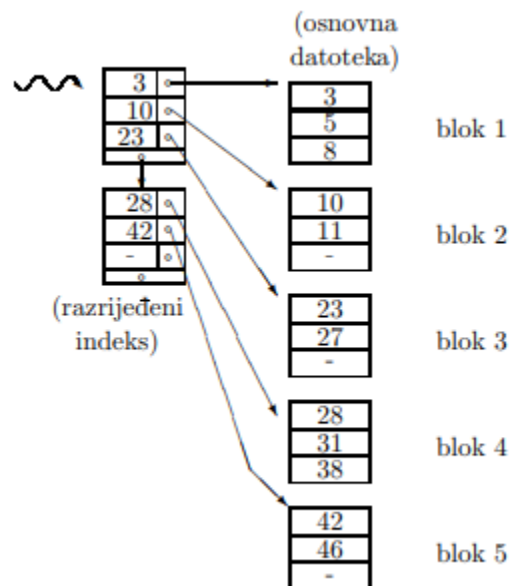 (osnovna
datoteka)
3
10
23
28
42
-
(razrijeđeni
indeks)
3
5
8
blok 1
10
11
-
blok 2
23
27
-
blok 3
28
31
38
blok 4
42
46
-
blok 5